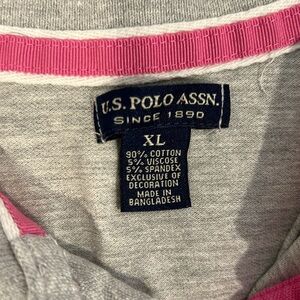 U.S. POLO ASSN.
SINCE 1890
XL
90% COTTON
5% VISCOSE
5% SPANDEX
EXCLUSIVE OF
DECORATION
MADE IN
BANGLADESH